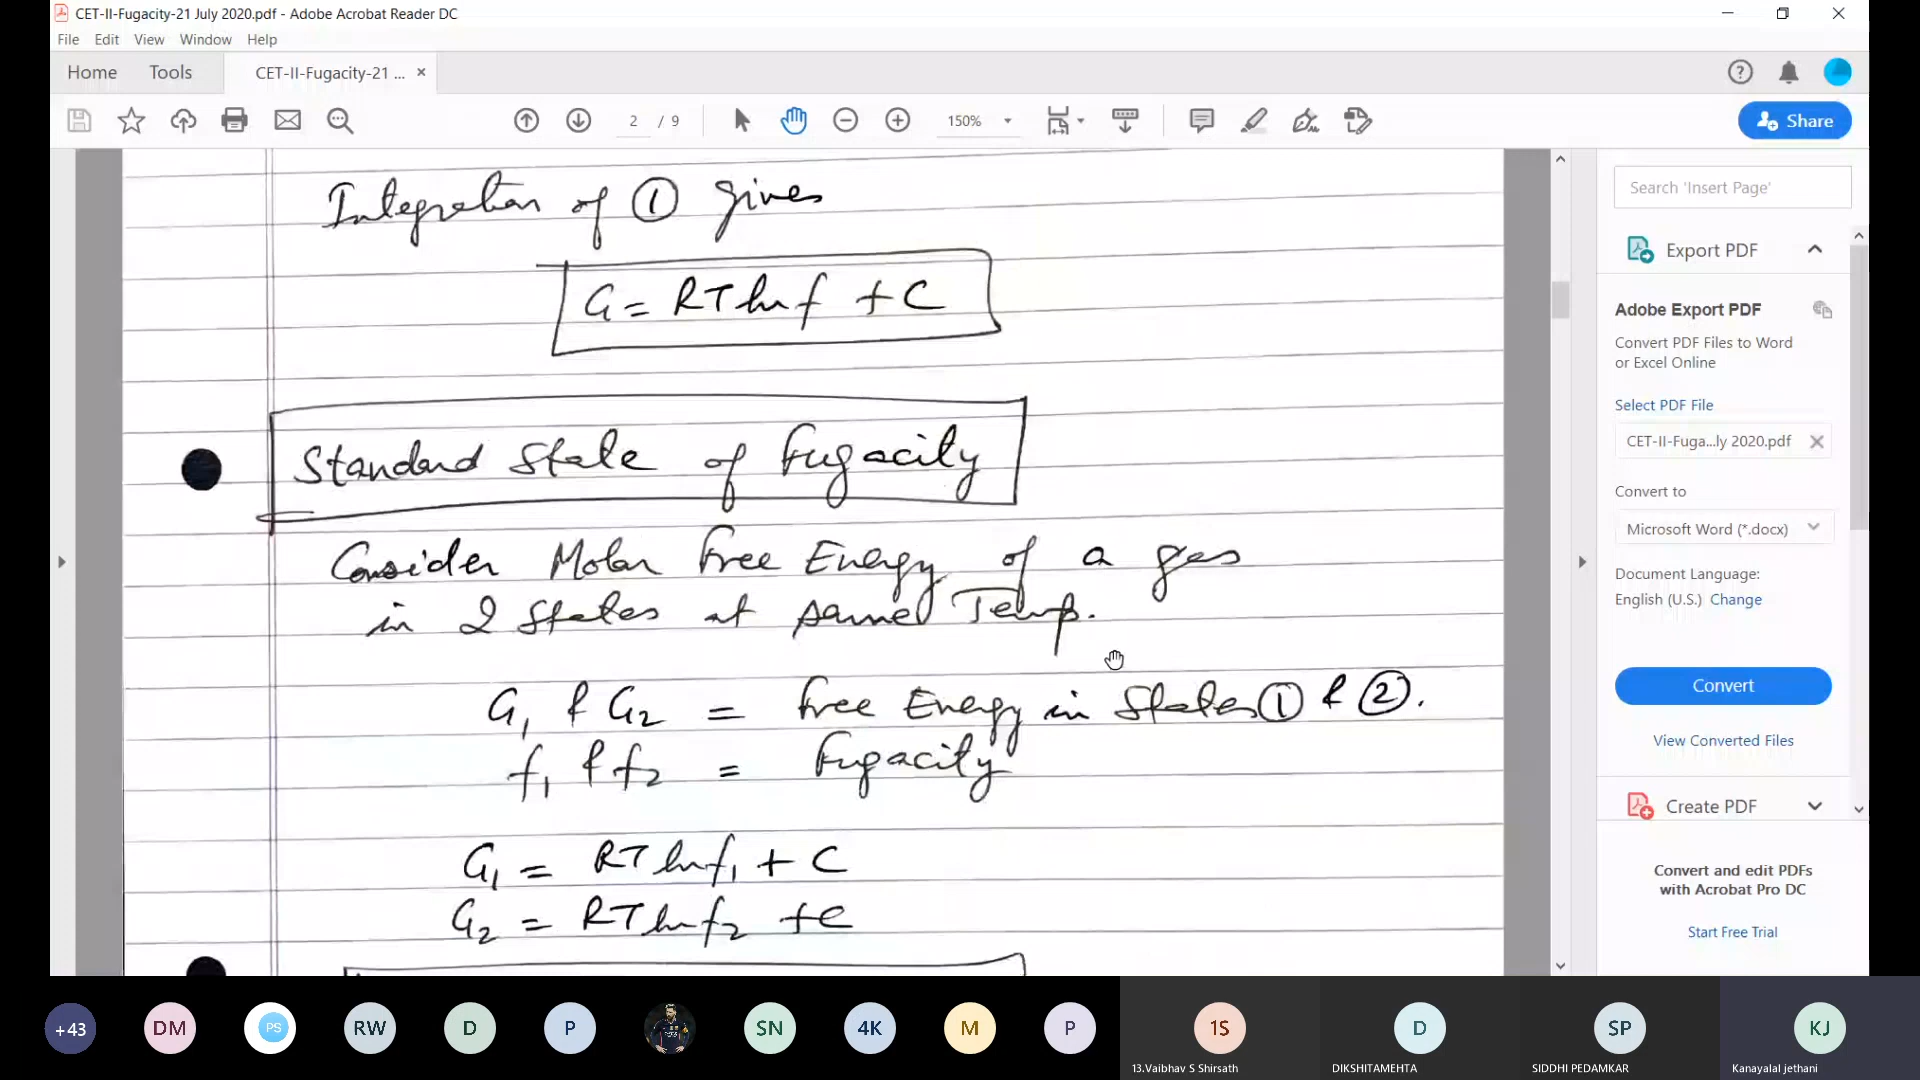 CET-II-Fugacity-21 July 2020.pdf - Adobe Acrobat Reader DC
File Edit View Window Help
Home Tools CET-II-Fugacity-21 ... ×
2 / 9 150% Share
Integration of ① gives
G = RT ln f + C
Standard State of Fugacity
Consider Molar Free Energy of a gas
in 2 States at same Temp.
G₁ & G₂ = Free Energy in States ① & ②.
f₁ & f₂ = Fugacity
G₁ = RT ln f₁ + C
G₂ = RT ln f₂ + C
Search 'Insert Page'
Export PDF
Adobe Export PDF
Convert PDF Files to Word
or Excel Online
Select PDF File
CET-II-Fuga...ly 2020.pdf
Convert to
Microsoft Word (*.docx)
Document Language:
English (U.S.) Change
Convert
View Converted Files
Create PDF
Convert and edit PDFs
with Acrobat Pro DC
Start Free Trial
+43 DM PS RW D P SN 4K M P 1S D SP KJ
13.Vaibhav S Shirsath DIKSHITAMEHTA SIDDHI PEDAMKAR Kanayalal jethani